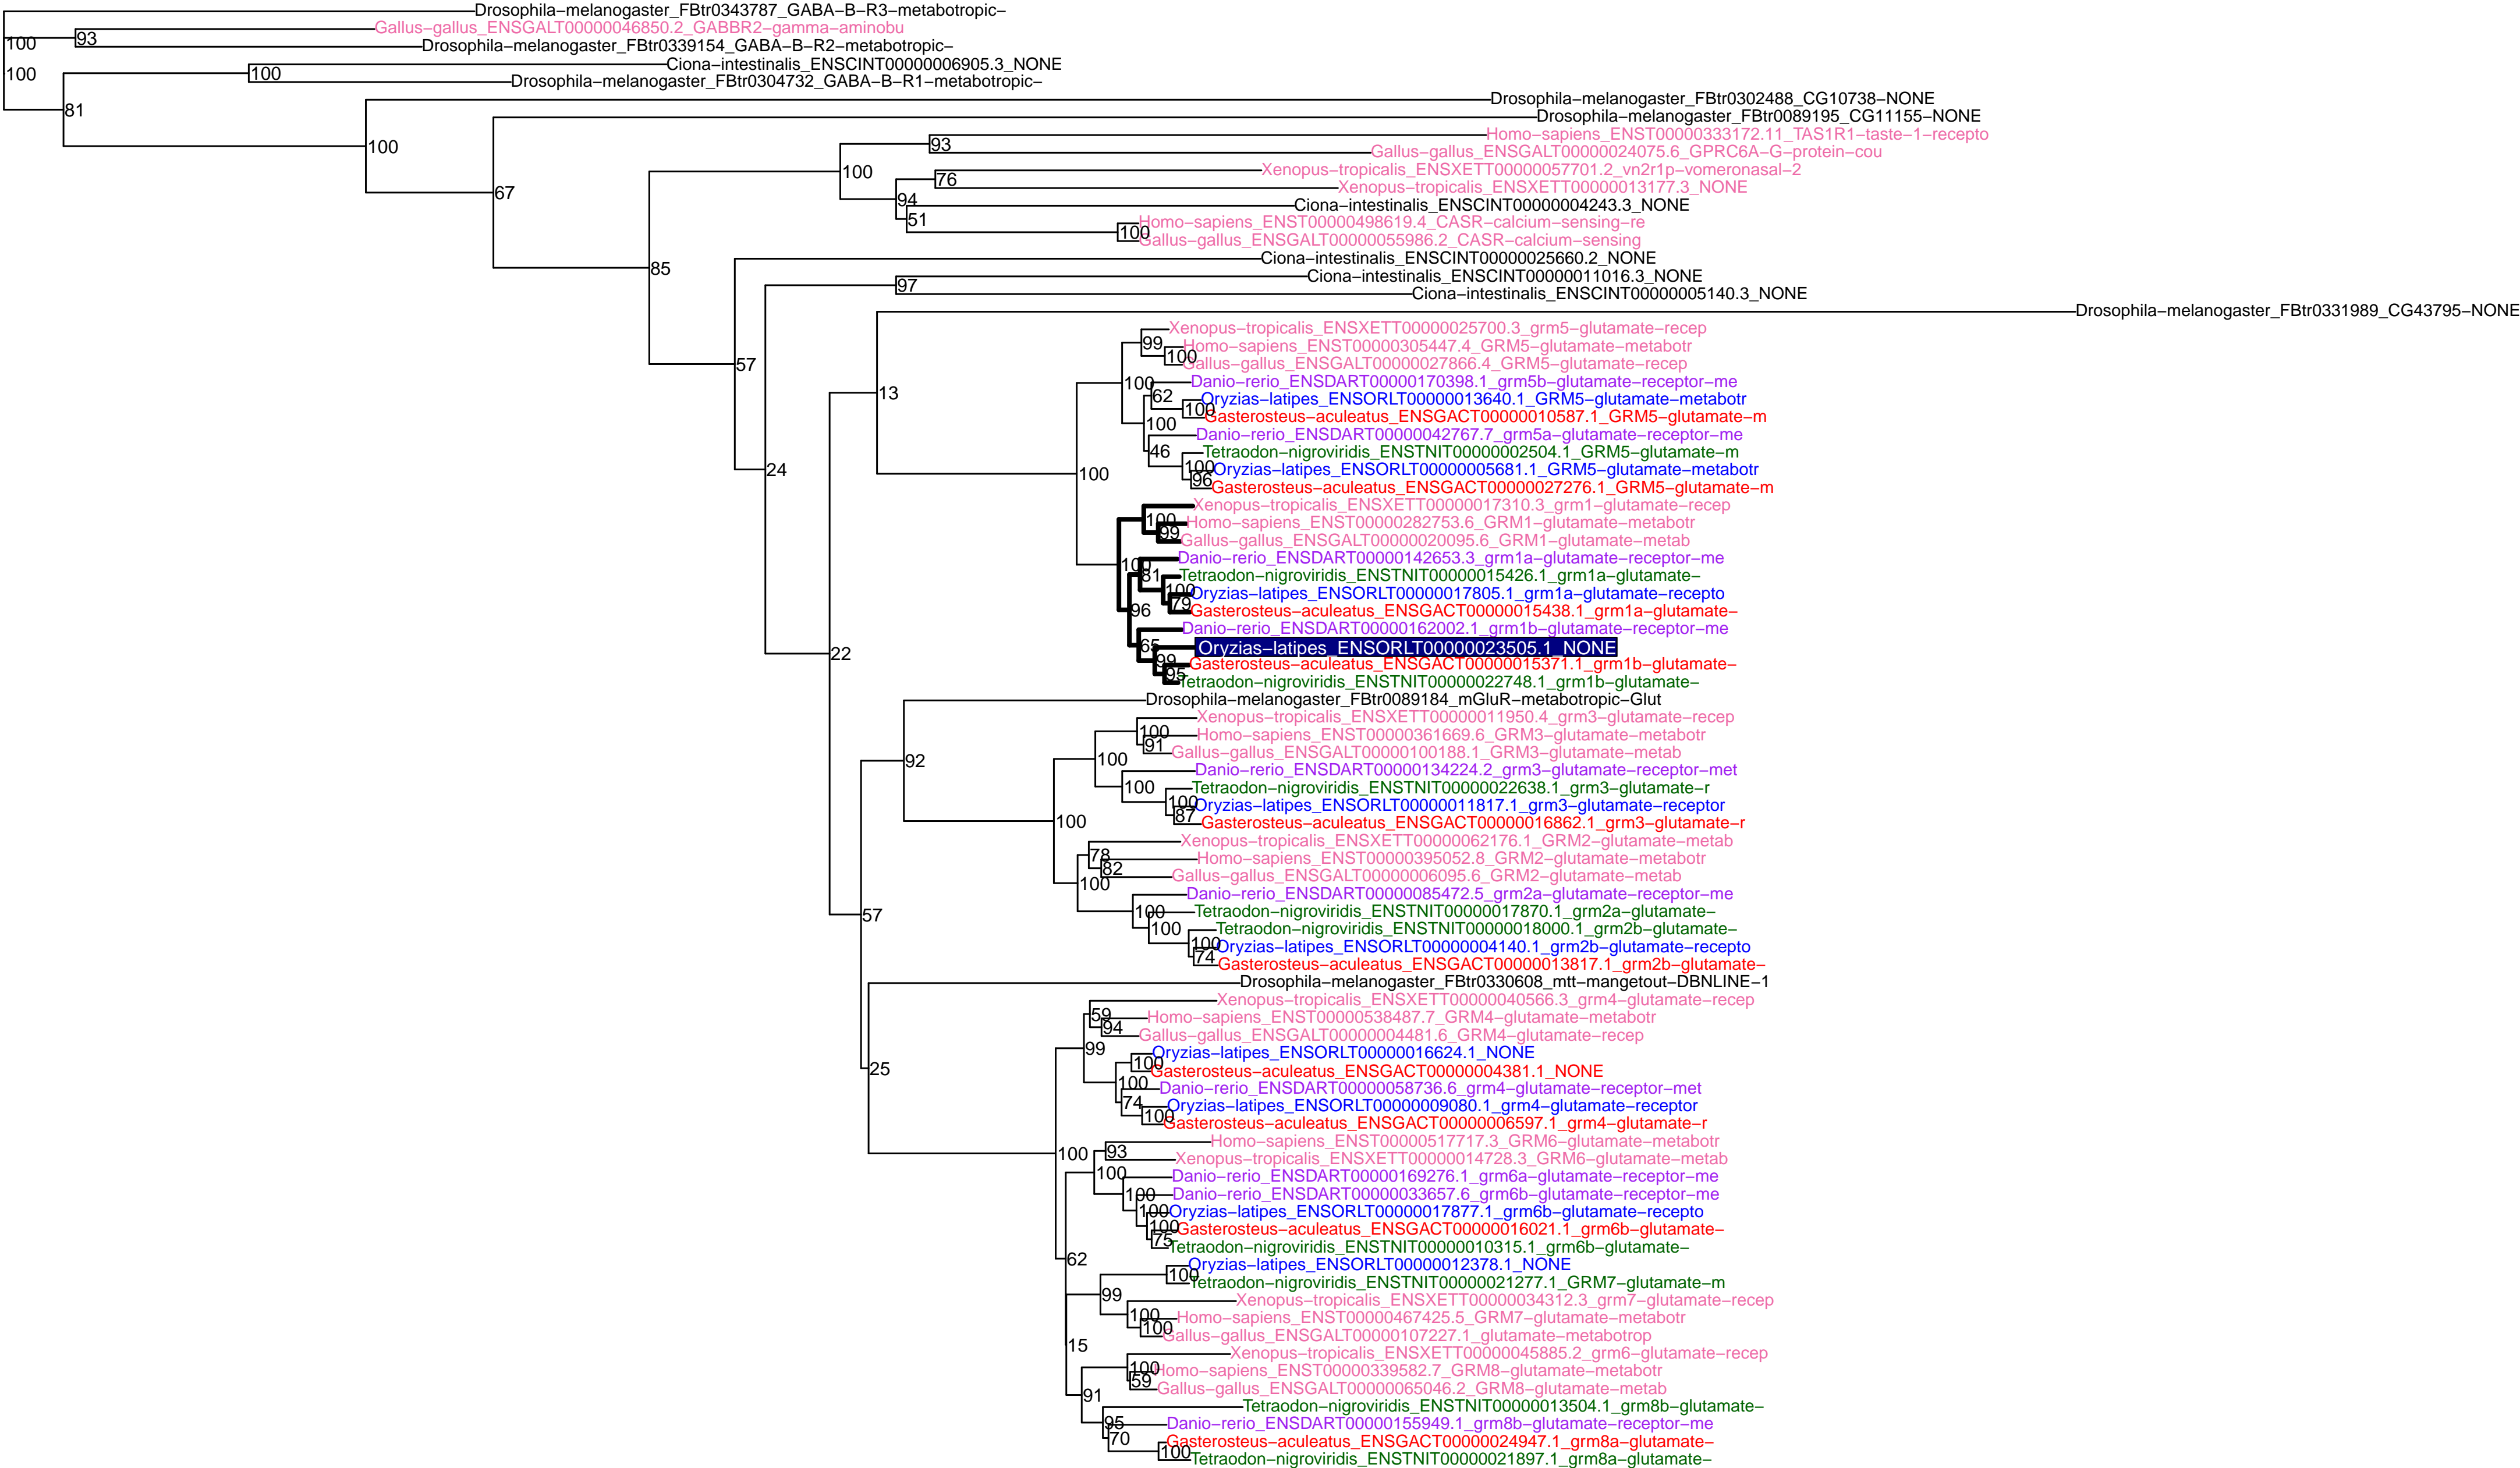 Drosophila−melanogaster_FBtr0343787_GABA−B−R3−metabotropic−
Gallus−gallus_ENSGALT00000046850.2_GABBR2−gamma−aminobu
100
93
Drosophila−melanogaster_FBtr0339154_GABA−B−R2−metabotropic−
Ciona−intestinalis_ENSCINT00000006905.3_NONE
100
100
Drosophila−melanogaster_FBtr0304732_GABA−B−R1−metabotropic−
Drosophila−melanogaster_FBtr0302488_CG10738−NONE
81
Drosophila−melanogaster_FBtr0089195_CG11155−NONE
Homo−sapiens_ENST00000333172.11_TAS1R1−taste−1−recepto
100
93
Gallus−gallus_ENSGALT00000024075.6_GPRC6A−G−protein−cou
100
Xenopus−tropicalis_ENSXETT00000057701.2_vn2r1p−vomeronasal−2
76
Xenopus−tropicalis_ENSXETT00000013177.3_NONE
67
94
Ciona−intestinalis_ENSCINT00000004243.3_NONE
51
Homo−sapiens_ENST00000498619.4_CASR−calcium−sensing−re
100
Gallus−gallus_ENSGALT00000055986.2_CASR−calcium−sensing
Ciona−intestinalis_ENSCINT00000025660.2_NONE
85
Ciona−intestinalis_ENSCINT00000011016.3_NONE
97
Ciona−intestinalis_ENSCINT00000005140.3_NONE
Drosophila−melanogaster_FBtr0331989_CG43795−NONE
Xenopus−tropicalis_ENSXETT00000025700.3_grm5−glutamate−recep
99
Homo−sapiens_ENST00000305447.4_GRM5−glutamate−metabotr
100
57
Gallus−gallus_ENSGALT00000027866.4_GRM5−glutamate−recep
100
Danio−rerio_ENSDART00000170398.1_grm5b−glutamate−receptor−me
13
62
Oryzias−latipes_ENSORLT00000013640.1_GRM5−glutamate−metabotr
100
Gasterosteus−aculeatus_ENSGACT00000010587.1_GRM5−glutamate−m
100
Danio−rerio_ENSDART00000042767.7_grm5a−glutamate−receptor−me
46
Tetraodon−nigroviridis_ENSTNIT00000002504.1_GRM5−glutamate−m
24
100
100
Oryzias−latipes_ENSORLT00000005681.1_GRM5−glutamate−metabotr
96
Gasterosteus−aculeatus_ENSGACT00000027276.1_GRM5−glutamate−m
Xenopus−tropicalis_ENSXETT00000017310.3_grm1−glutamate−recep
100
Homo−sapiens_ENST00000282753.6_GRM1−glutamate−metabotr
99
Gallus−gallus_ENSGALT00000020095.6_GRM1−glutamate−metab
Danio−rerio_ENSDART00000142653.3_grm1a−glutamate−receptor−me
100
81
Tetraodon−nigroviridis_ENSTNIT00000015426.1_grm1a−glutamate−
100
Oryzias−latipes_ENSORLT00000017805.1_grm1a−glutamate−recepto
79
96
Gasterosteus−aculeatus_ENSGACT00000015438.1_grm1a−glutamate−
Danio−rerio_ENSDART00000162002.1_grm1b−glutamate−receptor−me
22
65
Oryzias−latipes_ENSORLT00000023505.1_NONE
99
Gasterosteus−aculeatus_ENSGACT00000015371.1_grm1b−glutamate−
95
Tetraodon−nigroviridis_ENSTNIT00000022748.1_grm1b−glutamate−
Drosophila−melanogaster_FBtr0089184_mGluR−metabotropic−Glut
Xenopus−tropicalis_ENSXETT00000011950.4_grm3−glutamate−recep
100
Homo−sapiens_ENST00000361669.6_GRM3−glutamate−metabotr
91
Gallus−gallus_ENSGALT00000100188.1_GRM3−glutamate−metab
92
100
Danio−rerio_ENSDART00000134224.2_grm3−glutamate−receptor−met
100
Tetraodon−nigroviridis_ENSTNIT00000022638.1_grm3−glutamate−r
100
Oryzias−latipes_ENSORLT00000011817.1_grm3−glutamate−receptor
87
100
Gasterosteus−aculeatus_ENSGACT00000016862.1_grm3−glutamate−r
Xenopus−tropicalis_ENSXETT00000062176.1_GRM2−glutamate−metab
78
Homo−sapiens_ENST00000395052.8_GRM2−glutamate−metabotr
82
Gallus−gallus_ENSGALT00000006095.6_GRM2−glutamate−metab
100
Danio−rerio_ENSDART00000085472.5_grm2a−glutamate−receptor−me
57
100
Tetraodon−nigroviridis_ENSTNIT00000017870.1_grm2a−glutamate−
100
Tetraodon−nigroviridis_ENSTNIT00000018000.1_grm2b−glutamate−
100
Oryzias−latipes_ENSORLT00000004140.1_grm2b−glutamate−recepto
74
Gasterosteus−aculeatus_ENSGACT00000013817.1_grm2b−glutamate−
Drosophila−melanogaster_FBtr0330608_mtt−mangetout−DBNLINE−1
Xenopus−tropicalis_ENSXETT00000040566.3_grm4−glutamate−recep
59
Homo−sapiens_ENST00000538487.7_GRM4−glutamate−metabotr
94
Gallus−gallus_ENSGALT00000004481.6_GRM4−glutamate−recep
99
Oryzias−latipes_ENSORLT00000016624.1_NONE
25
100
Gasterosteus−aculeatus_ENSGACT00000004381.1_NONE
100
Danio−rerio_ENSDART00000058736.6_grm4−glutamate−receptor−met
74
Oryzias−latipes_ENSORLT00000009080.1_grm4−glutamate−receptor
100
Gasterosteus−aculeatus_ENSGACT00000006597.1_grm4−glutamate−r
Homo−sapiens_ENST00000517717.3_GRM6−glutamate−metabotr
100
93
Xenopus−tropicalis_ENSXETT00000014728.3_GRM6−glutamate−metab
100
Danio−rerio_ENSDART00000169276.1_grm6a−glutamate−receptor−me
100
Danio−rerio_ENSDART00000033657.6_grm6b−glutamate−receptor−me
100
Oryzias−latipes_ENSORLT00000017877.1_grm6b−glutamate−recepto
100
Gasterosteus−aculeatus_ENSGACT00000016021.1_grm6b−glutamate−
75
Tetraodon−nigroviridis_ENSTNIT00000010315.1_grm6b−glutamate−
62
Oryzias−latipes_ENSORLT00000012378.1_NONE
100
Tetraodon−nigroviridis_ENSTNIT00000021277.1_GRM7−glutamate−m
99
Xenopus−tropicalis_ENSXETT00000034312.3_grm7−glutamate−recep
100
Homo−sapiens_ENST00000467425.5_GRM7−glutamate−metabotr
100
Gallus−gallus_ENSGALT00000107227.1_glutamate−metabotrop
15
Xenopus−tropicalis_ENSXETT00000045885.2_grm6−glutamate−recep
100
Homo−sapiens_ENST00000339582.7_GRM8−glutamate−metabotr
59
Gallus−gallus_ENSGALT00000065046.2_GRM8−glutamate−metab
91
Tetraodon−nigroviridis_ENSTNIT00000013504.1_grm8b−glutamate−
95
Danio−rerio_ENSDART00000155949.1_grm8b−glutamate−receptor−me
70
Gasterosteus−aculeatus_ENSGACT00000024947.1_grm8a−glutamate−
100
Tetraodon−nigroviridis_ENSTNIT00000021897.1_grm8a−glutamate−